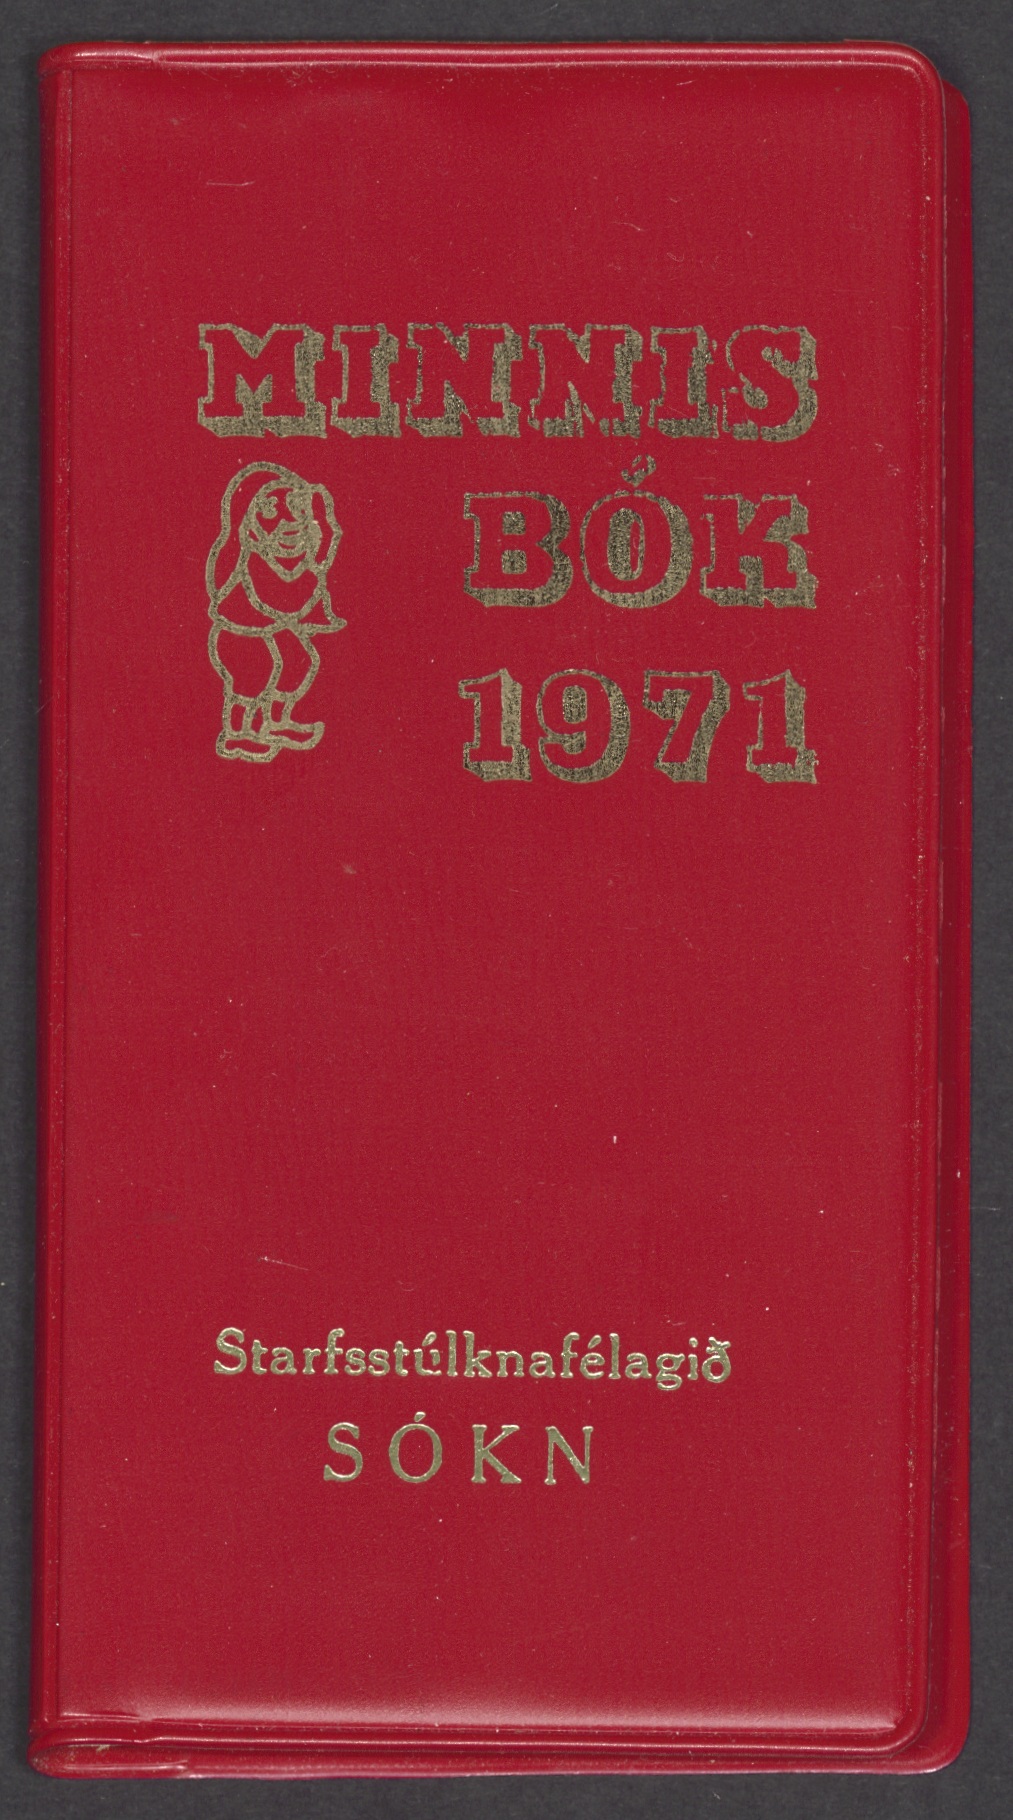 MINNIS
BÓK
1971
Starfsstúlknafélagið
SÓKN